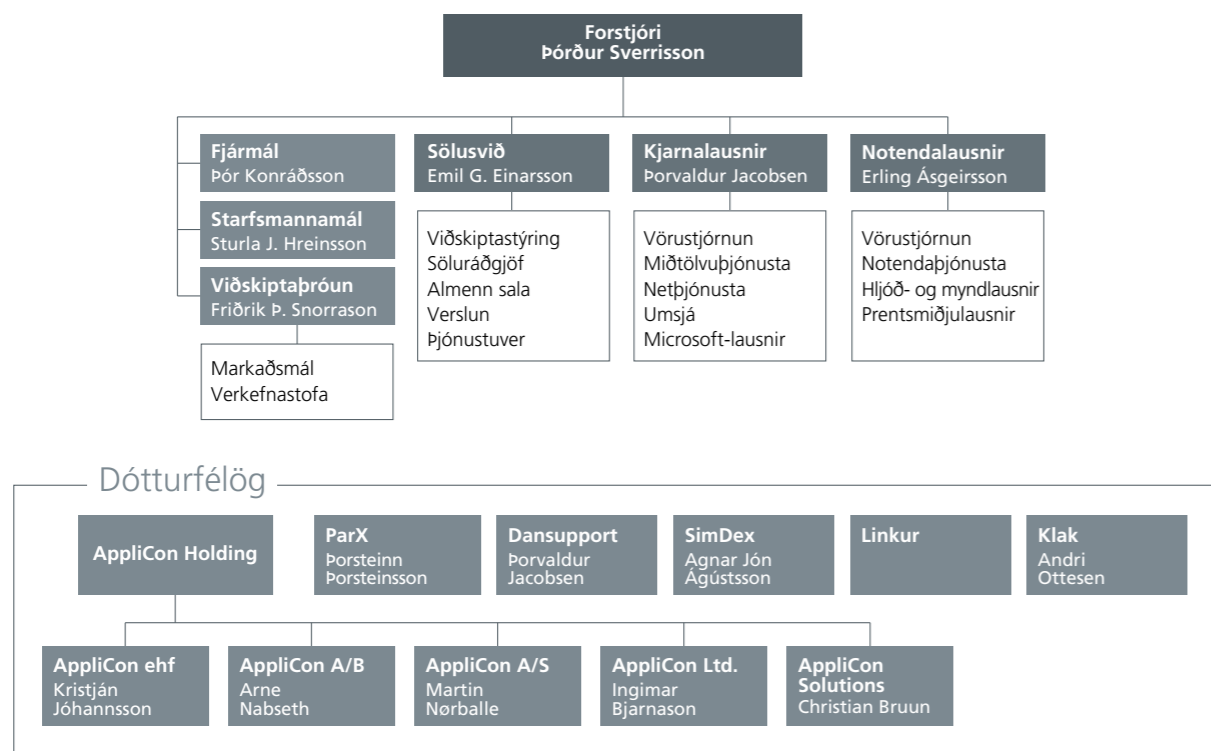 Forstjóri
Þórður Sverrisson
Fjármál
Þór Konráðsson
Starfsmannamál
Sturla J. Hreinsson
Viðskiptaþróun
Friðrik Þ. Snorrason
Markaðsmál
Verkefnastofa
Sölusvið
Emil G. Einarsson
Viðskiptastýring
Söluráðgjöf
Almenn sala
Verslun
Þjónustuver
Kjarnalausnir
Þorvaldur Jacobsen
Vörustjórnun
Miðtölvuþjónusta
Netþjónusta
Umsjá
Microsoft-lausnir
Notendalausnir
Erling Ásgeirsson
Vörustjórnun
Notendaþjónusta
Hljóð- og myndlausnir
Prentsmiðjulausnir
Dótturfélög
AppliCon Holding
ParX
Þorsteinn
Þorsteinsson
Dansupport
Þorvaldur
Jacobsen
SimDex
Agnar Jón
Ágústsson
Linkur
Klak
Andri
Ottesen
AppliCon ehf
Kristján
Jóhannsson
AppliCon A/B
Arne
Nabseth
AppliCon A/S
Martin
Nørballe
AppliCon Ltd.
Ingimar
Bjarnason
AppliCon
Solutions
Christian Bruun